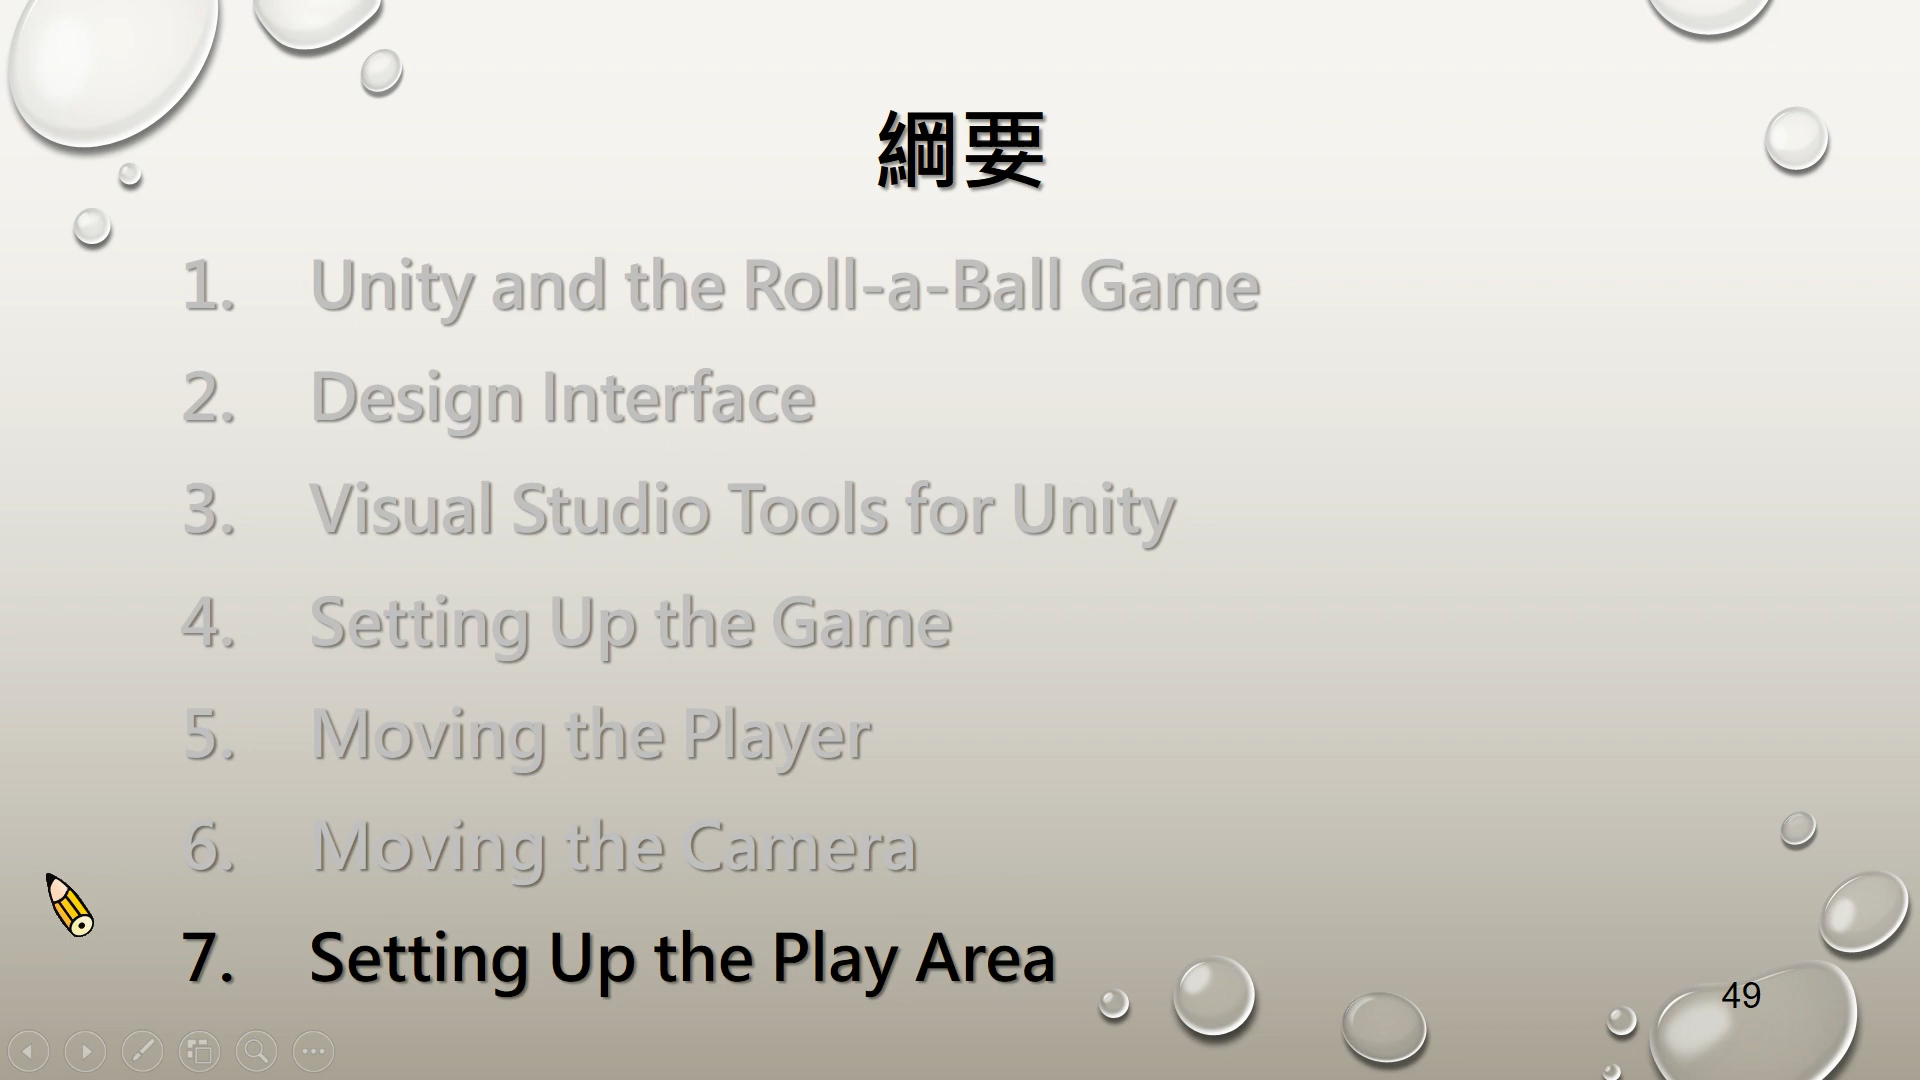 綱要
1. Unity and the Roll-a-Ball Game
2. Design Interface
3. Visual Studio Tools for Unity
4. Setting Up the Game
5. Moving the Player
6. Moving the Camera
7. Setting Up the Play Area
49